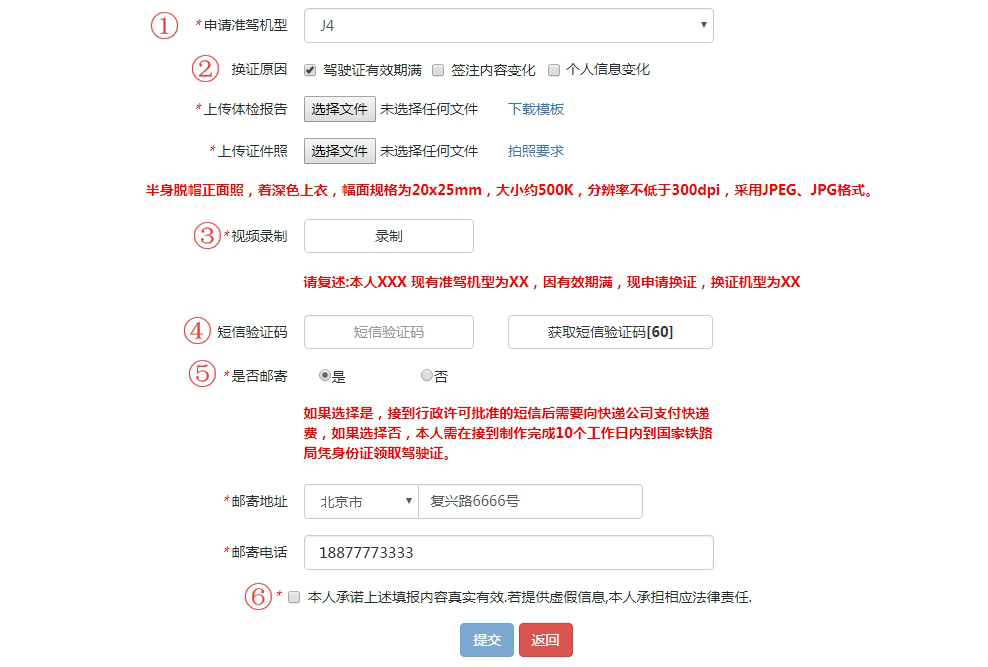 ① *申请准驾机型 J4
② 换证原因 驾驶证有效期满 签注内容变化 个人信息变化
*上传体检报告 选择文件 未选择任何文件 下载模板
*上传证件照 选择文件 未选择任何文件 拍照要求
半身脱帽正面照，着深色上衣，幅面规格为20x25mm，大小约500K，分辨率不低于300dpi，采用JPEG、JPG格式。
③ *视频录制 录制
请复述:本人XXX 现有准驾机型为XX，因有效期满，现申请换证，换证机型为XX
④ 短信验证码 短信验证码 获取短信验证码[60]
⑤ *是否邮寄 是 否
如果选择是，接到行政许可批准的短信后需要向快递公司支付快递
费，如果选择否，本人需在接到制作完成10个工作日内到国家铁路
局凭身份证领取驾驶证。
*邮寄地址 北京市 复兴路6666号
*邮寄电话 18877773333
⑥ * 本人承诺上述填报内容真实有效.若提供虚假信息,本人承担相应法律责任.
提交 返回